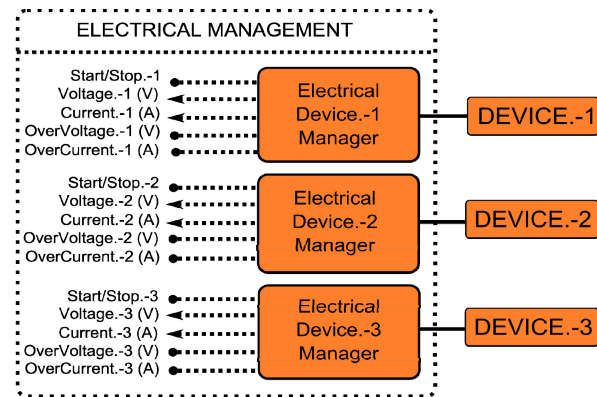 ELECTRICAL MANAGEMENT
Start/Stop.-1
Voltage.-1 (V)
Current.-1 (A)
OverVoltage.-1 (V)
OverCurrent.-1 (A)
Electrical
Device.-1
Manager
DEVICE.-1
Start/Stop.-2
Voltage.-2 (V)
Current.-2 (A)
OverVoltage.-2 (V)
OverCurrent.-2 (A)
Electrical
Device.-2
Manager
DEVICE.-2
Start/Stop.-3
Voltage.-3 (V)
Current.-3 (A)
OverVoltage.-3 (V)
OverCurrent.-3 (A)
Electrical
Device.-3
Manager
DEVICE.-3